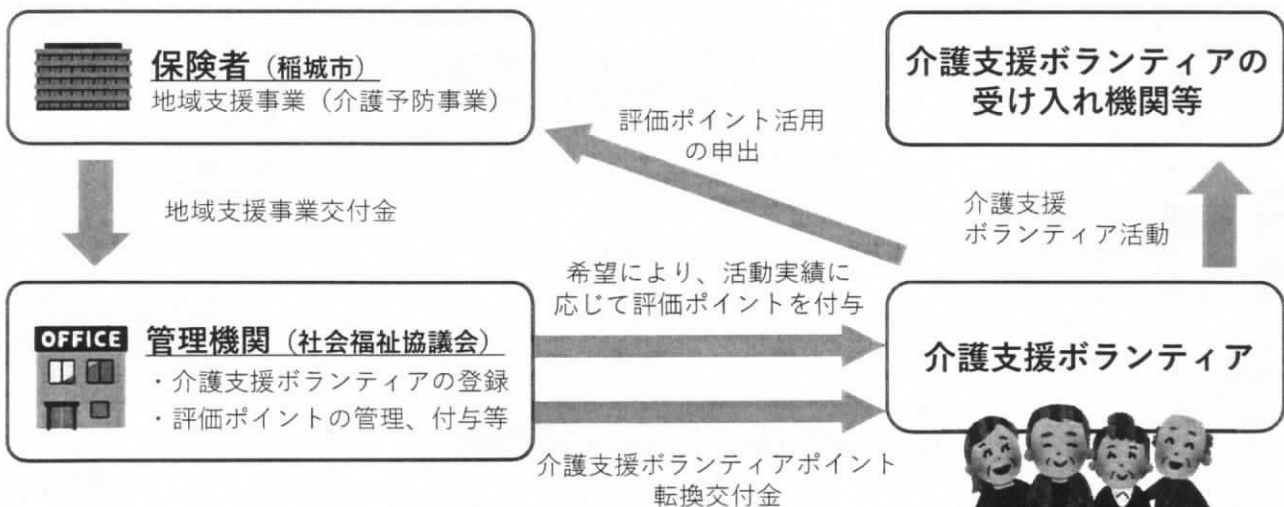 保険者（稲城市）
地域支援事業（介護予防事業）
介護支援ボランティアの
受け入れ機関等
評価ポイント活用
の申出
地域支援事業交付金
介護支援
ボランティア活動
希望により、活動実績に
応じて評価ポイントを付与
OFFICE
管理機関（社会福祉協議会）
・介護支援ボランティアの登録
・評価ポイントの管理、付与等
介護支援ボランティア
介護支援ボランティアポイント
転換交付金